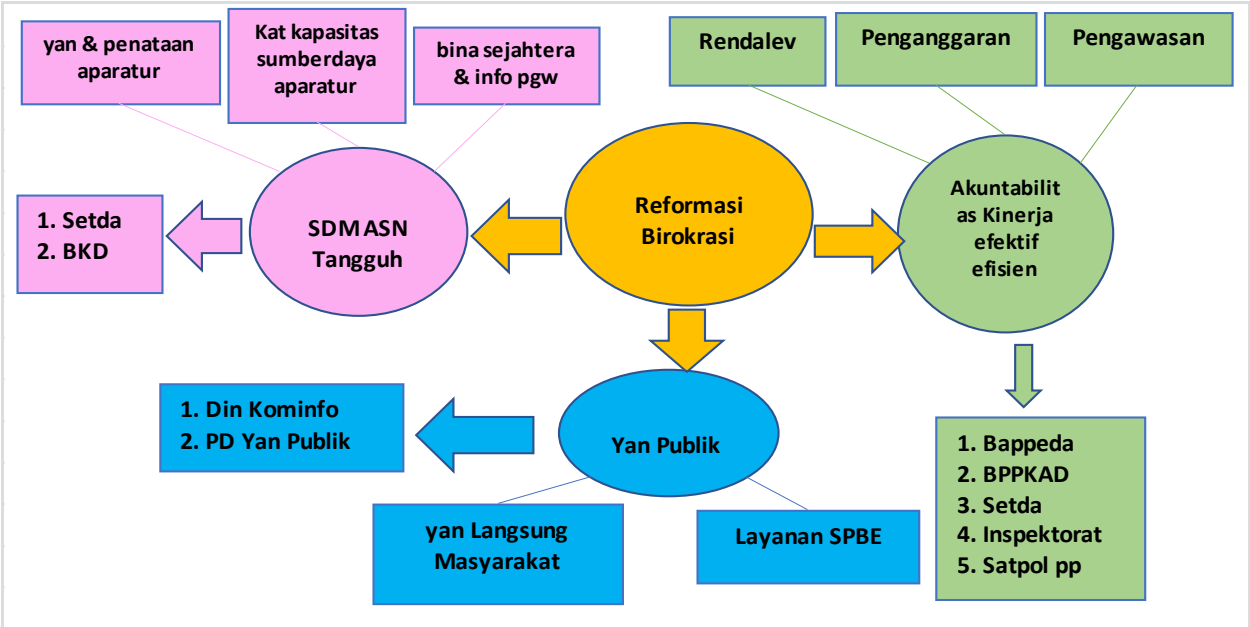 yan & penataan
aparatur
Kat kapasitas
sumberdaya
aparatur
bina sejahtera
& info pgw
Rendalev
Penganggaran
Pengawasan
1. Setda
2. BKD
SDM ASN
Tangguh
Reformasi
Birokrasi
Akuntabilit
as Kinerja
efektif
efisien
1. Din Kominfo
2. PD Yan Publik
Yan Publik
yan Langsung
Masyarakat
Layanan SPBE
1. Bappeda
2. BPPKAD
3. Setda
4. Inspektorat
5. Satpol pp